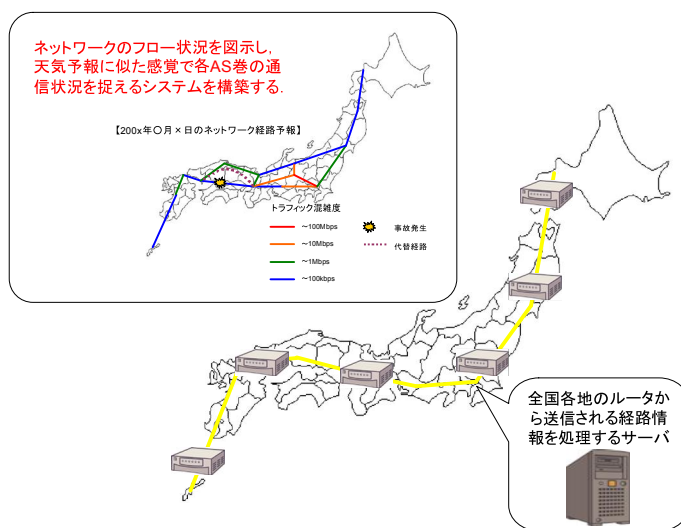 ネットワークのフロー状況を図示し,
天気予報に似た感覚で各AS巻の通
信状況を捉えるシステムを構築する.
【200x年〇月×日のネットワーク経路予報】
トラフィック混雑度
～100Mbps
事故発生
～10Mbps
代替経路
～1Mbps
～100kbps
全国各地のルータか
ら送信される経路情
報を処理するサーバ